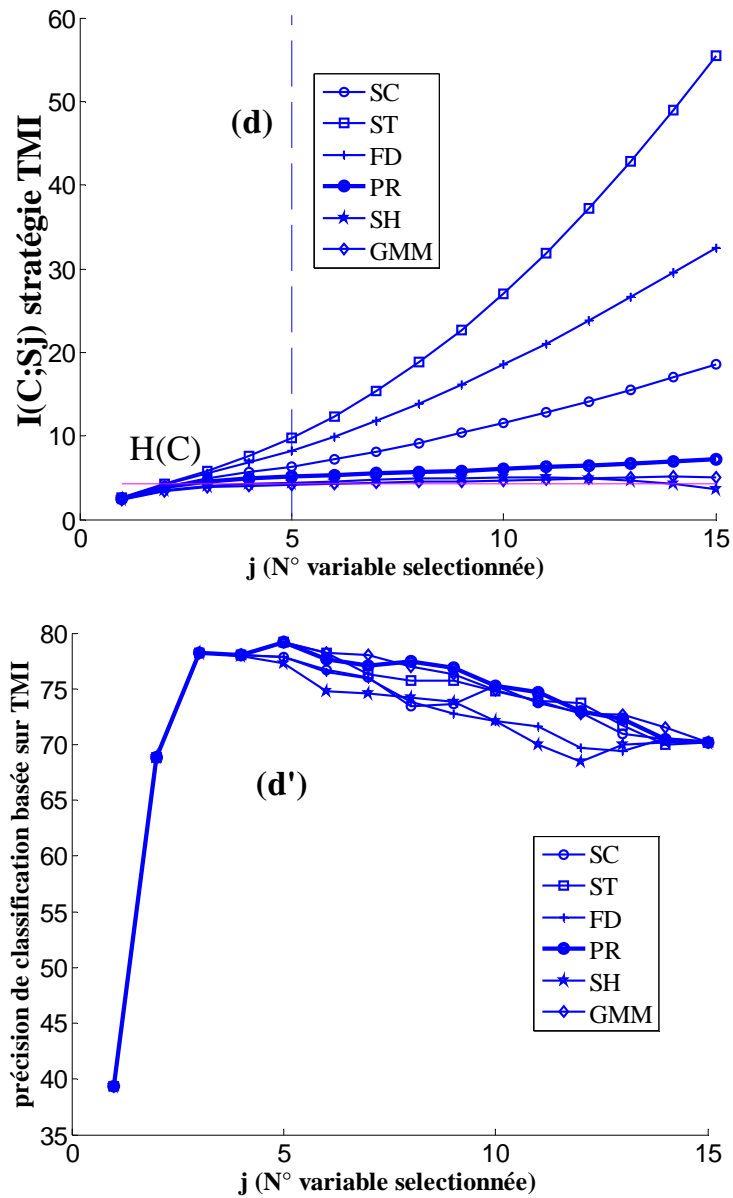 60
50
40
30
20
10
0
I(C;Sj) stratégie TMI
(d)
SC
ST
FD
PR
SH
GMM
H(C)
0 5 10 15
j (N° variable selectionnée)
80
75
70
65
60
55
50
45
40
35
précision de classification basée sur TMI
(d')
SC
ST
FD
PR
SH
GMM
0 5 10 15
j (N° variable selectionnée)